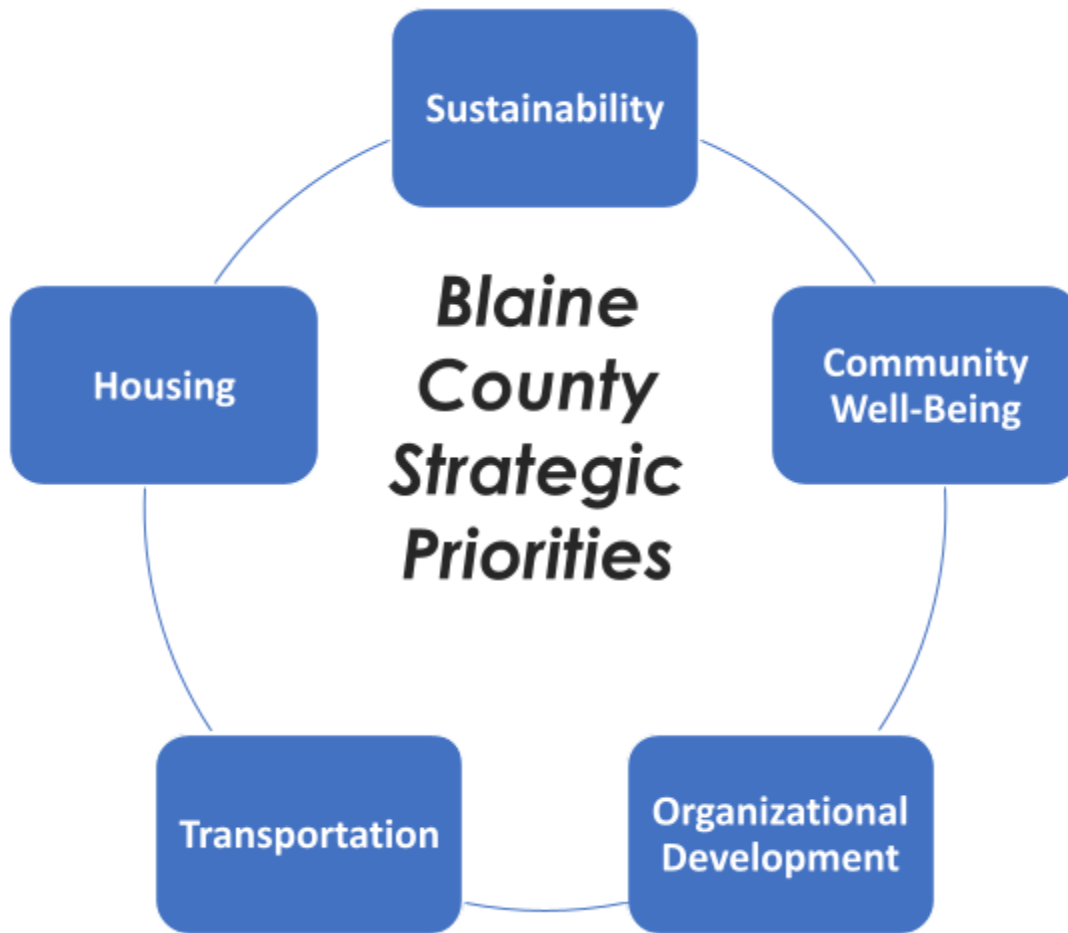 Sustainability
Blaine
County
Strategic
Priorities
Housing
Community
Well-Being
Transportation
Organizational
Development